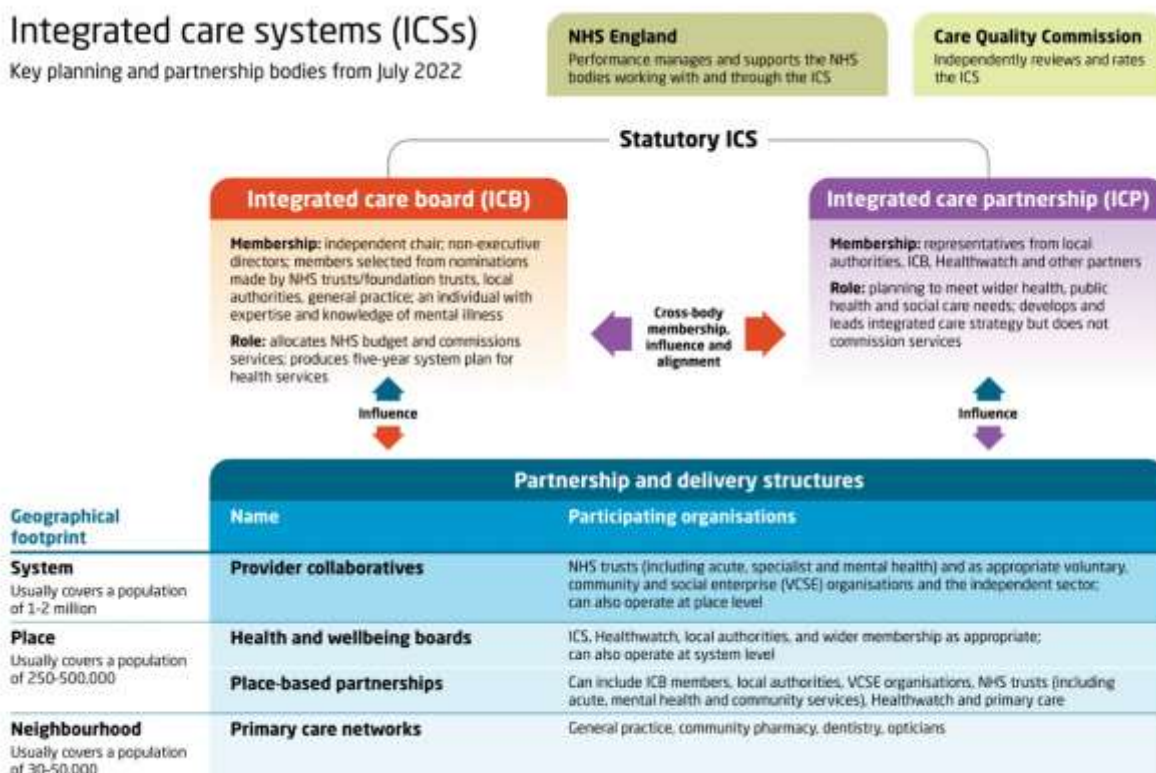 Integrated care systems (ICSs)
Key planning and partnership bodies from July 2022
NHS England
Performance manages and supports the NHS
bodies working with and through the ICS
Care Quality Commission
Independently reviews and rates
the ICS
Statutory ICS
Integrated care board (ICB)
Membership: independent chair; non-executive
directors; members selected from nominations
made by NHS trusts/foundation trusts, local
authorities, general practice; an individual with
expertise and knowledge of mental illness
Role: allocates NHS budget and commissions
services; produces five-year system plan for
health services
Cross-body
membership,
influence and
alignment
Integrated care partnership (ICP)
Membership: representatives from local
authorities, ICB, Healthwatch and other partners
Role: planning to meet wider health, public
health and social care needs; develops and
leads integrated care strategy but does not
commission services
Influence
Influence
Partnership and delivery structures
Geographical
footprint
Name
Participating organisations
System
Usually covers a population
of 1-2 million
Provider collaboratives
NHS trusts (including acute, specialist and mental health) and as appropriate voluntary,
community and social enterprise (VCSE) organisations and the independent sector;
can also operate at place level
Place
Usually covers a population
of 250-500,000
Health and wellbeing boards
ICS, Healthwatch, local authorities, and wider membership as appropriate;
can also operate at system level
Place-based partnerships
Can include ICB members, local authorities, VCSE organisations, NHS trusts (including
acute, mental health and community services), Healthwatch and primary care
Neighbourhood
Usually covers a population
of 30-50,000
Primary care networks
General practice, community pharmacy, dentistry, opticians